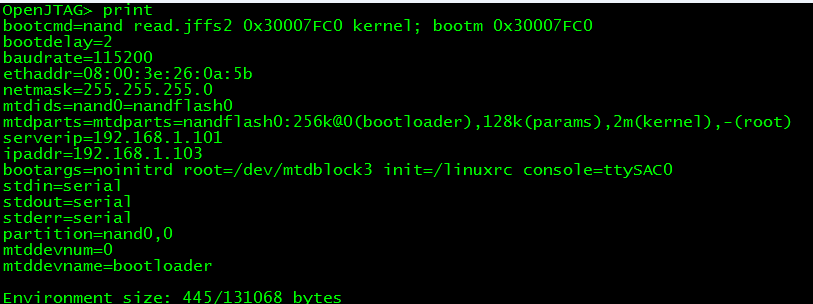 OpenJTAG> print
bootcmd=nand read.jffs2 0x30007FC0 kernel; bootm 0x30007FC0
bootdelay=2
baudrate=115200
ethaddr=08:00:3e:26:0a:5b
netmask=255.255.255.0
mtdids=nand0=nandflash0
mtdparts=mtdparts=nandflash0:256k@0(bootloader),128k(params),2m(kernel),-(root)
serverip=192.168.1.101
ipaddr=192.168.1.103
bootargs=noinitrd root=/dev/mtdblock3 init=/linuxrc console=ttySAC0
stdin=serial
stdout=serial
stderr=serial
partition=nand0,0
mtddevnum=0
mtddevname=bootloader
Environment size: 445/131068 bytes